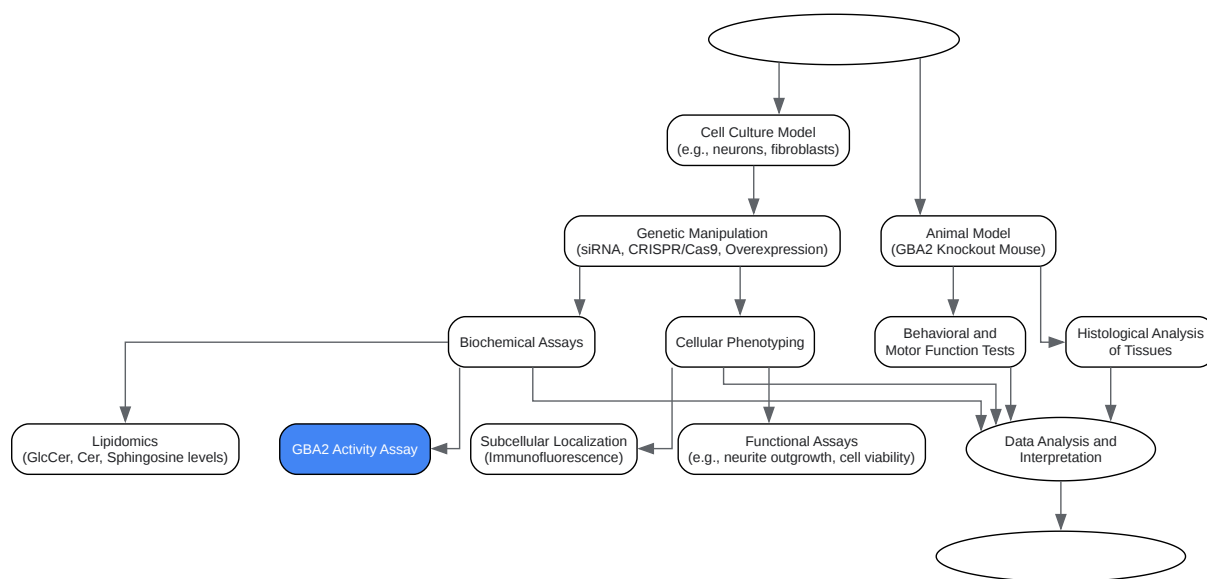 Cell Culture Model
(e.g., neurons, fibroblasts)
Genetic Manipulation
(siRNA, CRISPR/Cas9, Overexpression)
Animal Model
(GBA2 Knockout Mouse)
Biochemical Assays
Cellular Phenotyping
Behavioral and
Motor Function Tests
Histological Analysis
of Tissues
Lipidomics
(GlcCer, Cer, Sphingosine levels)
GBA2 Activity Assay
Subcellular Localization
(Immunofluorescence)
Functional Assays
(e.g., neurite outgrowth, cell viability)
Data Analysis and
Interpretation